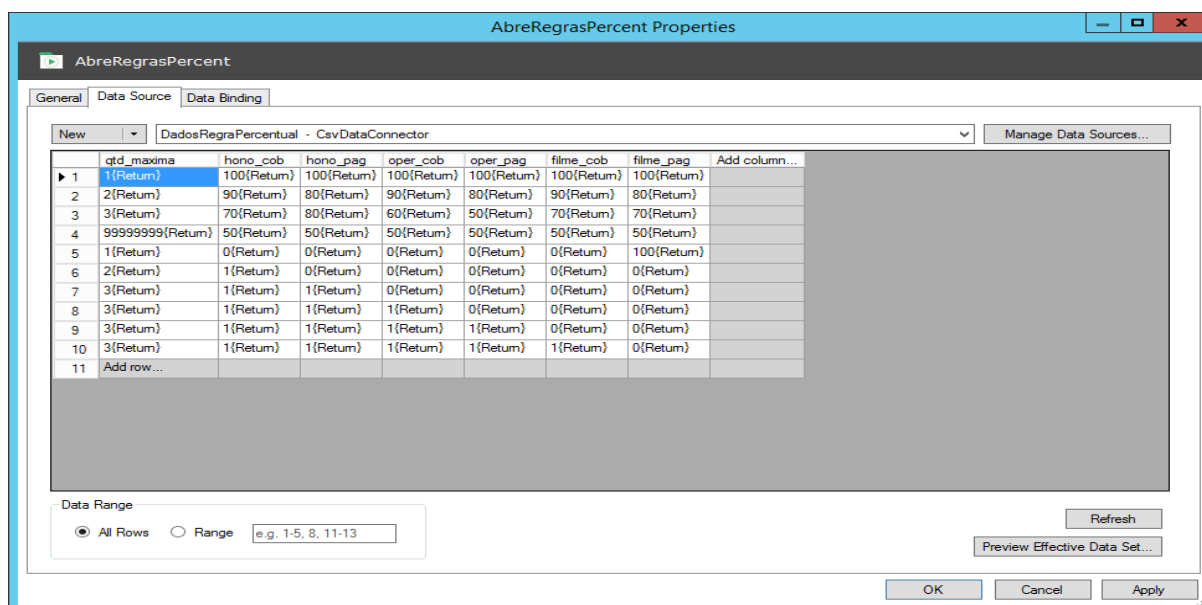 AbreRegrasPercent Properties
AbreRegrasPercent
General Data Source Data Binding
New DadosRegraPercentual - CsvDataConnector Manage Data Sources...
qtd_maxima hono_cob hono_pag oper_cob oper_pag filme_cob filme_pag Add column...
1 1{Return} 100{Return} 100{Return} 100{Return} 100{Return} 100{Return} 100{Return}
2 2{Return} 90{Return} 80{Return} 90{Return} 80{Return} 90{Return} 80{Return}
3 3{Return} 70{Return} 80{Return} 60{Return} 50{Return} 70{Return} 70{Return}
4 99999999{Return} 50{Return} 50{Return} 50{Return} 50{Return} 50{Return} 50{Return}
5 1{Return} 0{Return} 0{Return} 0{Return} 0{Return} 0{Return} 100{Return}
6 2{Return} 1{Return} 0{Return} 0{Return} 0{Return} 0{Return} 0{Return}
7 3{Return} 1{Return} 1{Return} 0{Return} 0{Return} 0{Return} 0{Return}
8 3{Return} 1{Return} 1{Return} 1{Return} 0{Return} 0{Return} 0{Return}
9 3{Return} 1{Return} 1{Return} 1{Return} 1{Return} 0{Return} 0{Return}
10 3{Return} 1{Return} 1{Return} 1{Return} 1{Return} 1{Return} 0{Return}
11 Add row...
Data Range
All Rows Range e.g. 1-5, 8, 11-13
Refresh
Preview Effective Data Set...
OK Cancel Apply